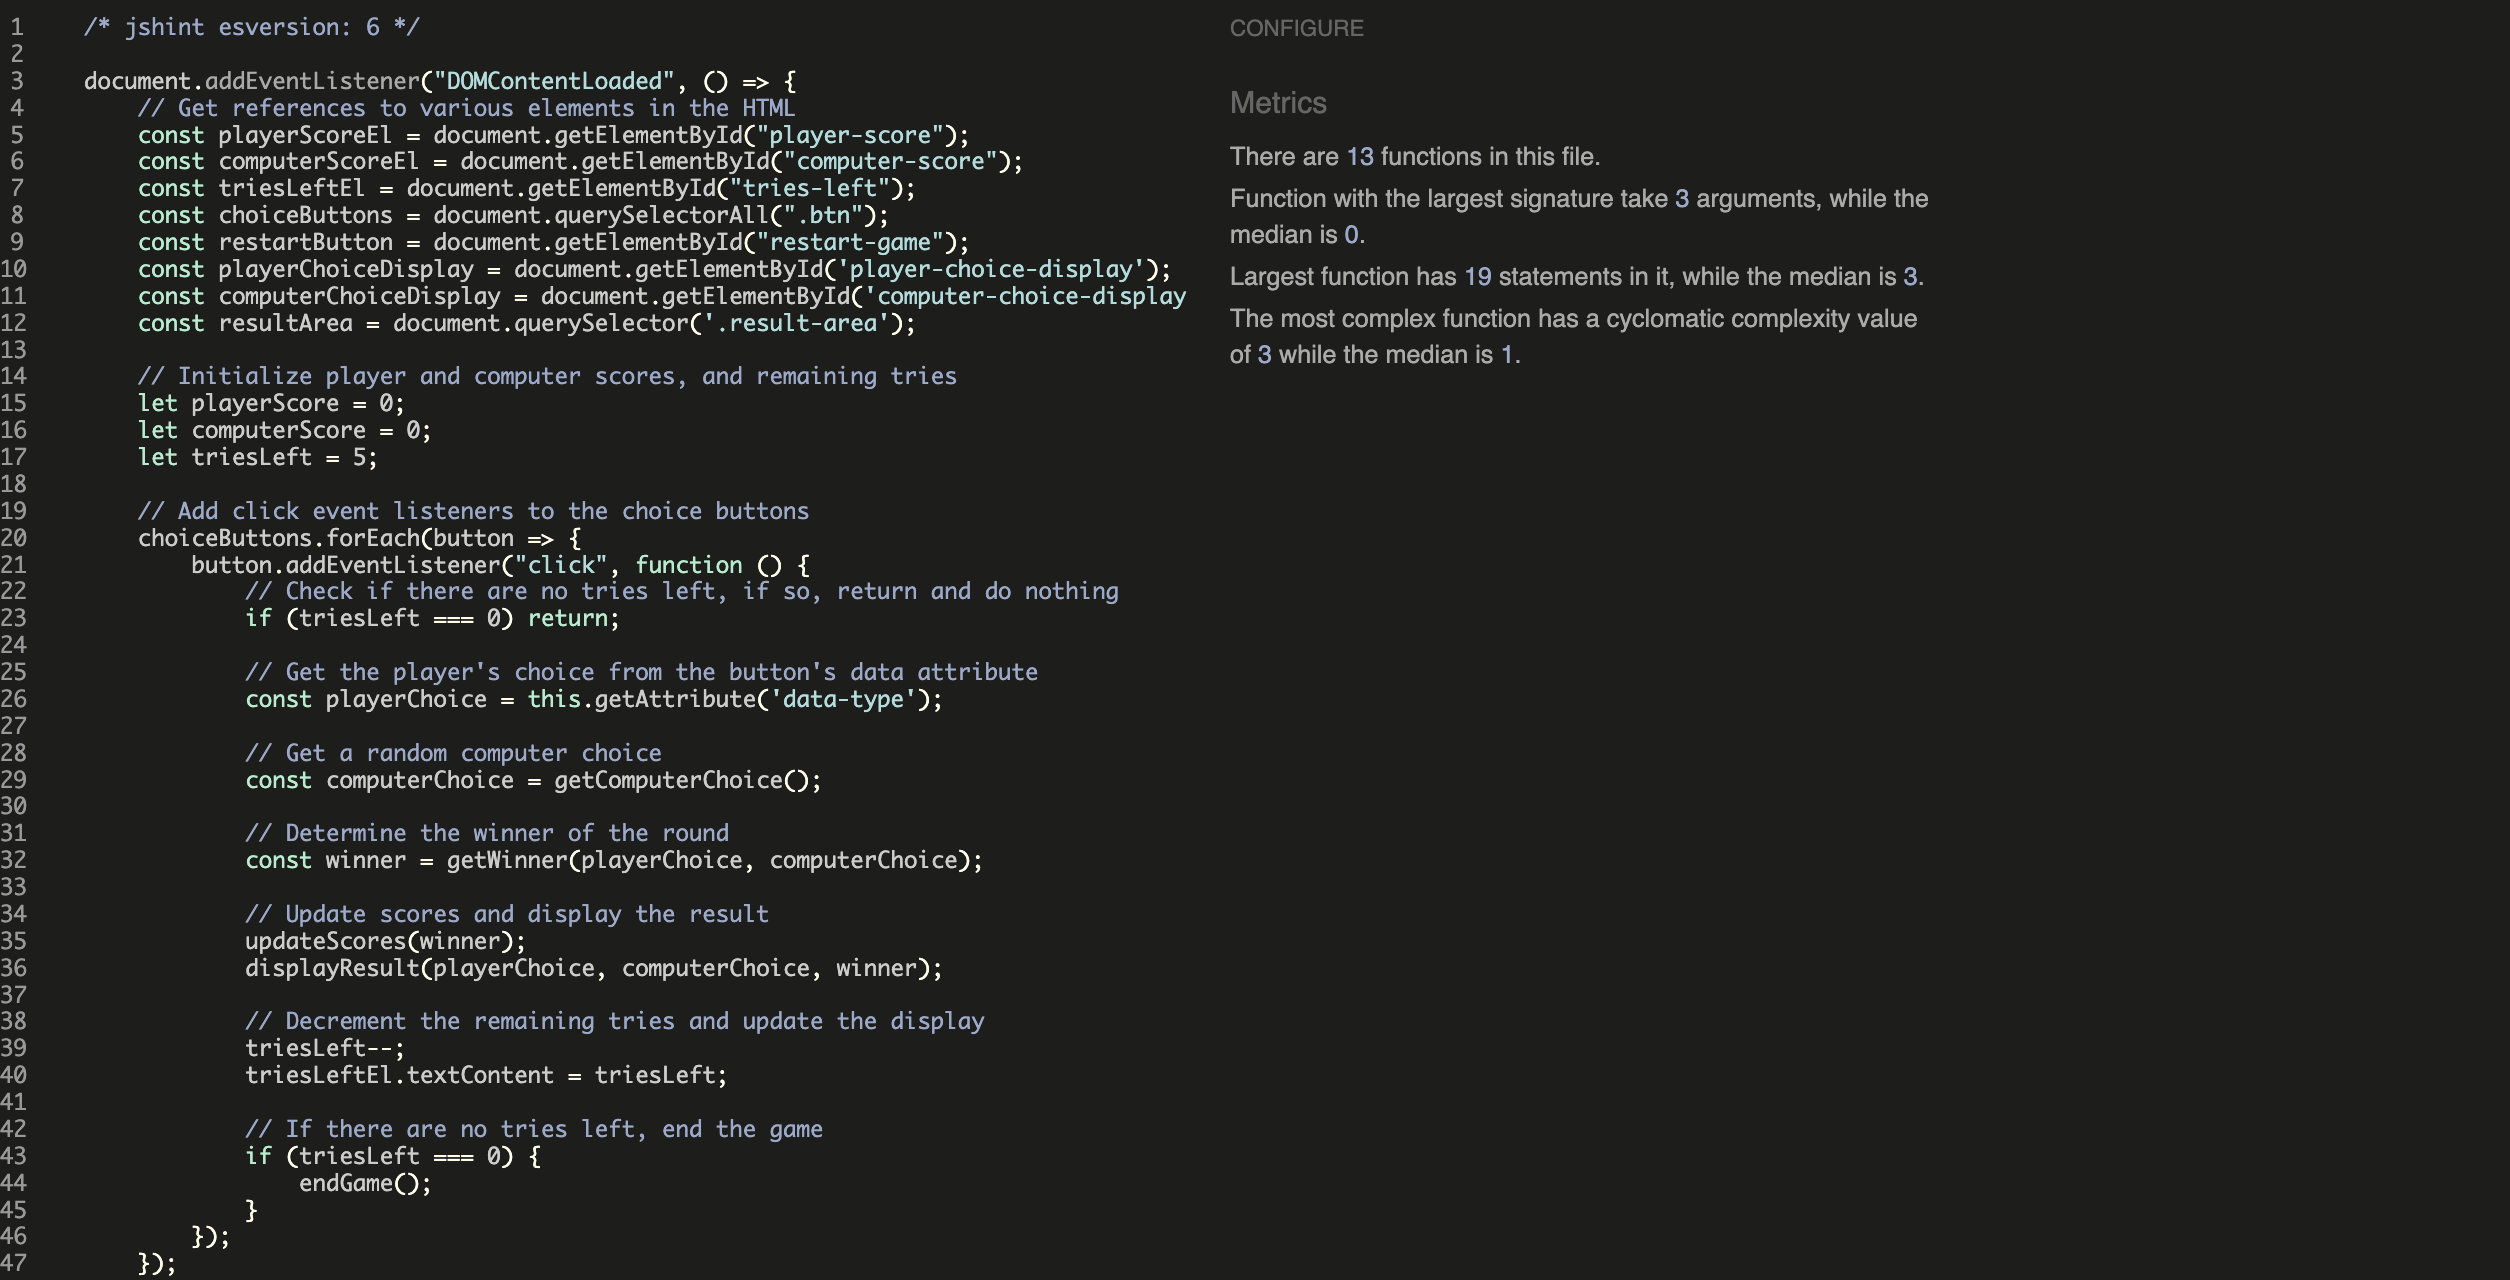 1 /* jshint esversion: 6 */
2
3 document.addEventListener("DOMContentLoaded", () => {
4 // Get references to various elements in the HTML
5 const playerScoreEl = document.getElementById("player-score");
6 const computerScoreEl = document.getElementById("computer-score");
7 const triesLeftEl = document.getElementById("tries-left");
8 const choiceButtons = document.querySelectorAll(".btn");
9 const restartButton = document.getElementById("restart-game");
10 const playerChoiceDisplay = document.getElementById('player-choice-display');
11 const computerChoiceDisplay = document.getElementById('computer-choice-display
12 const resultArea = document.querySelector('.result-area');
13
14 // Initialize player and computer scores, and remaining tries
15 let playerScore = 0;
16 let computerScore = 0;
17 let triesLeft = 5;
18
19 // Add click event listeners to the choice buttons
20 choiceButtons.forEach(button => {
21 button.addEventListener("click", function () {
22 // Check if there are no tries left, if so, return and do nothing
23 if (triesLeft === 0) return;
24
25 // Get the player's choice from the button's data attribute
26 const playerChoice = this.getAttribute('data-type');
27
28 // Get a random computer choice
29 const computerChoice = getComputerChoice();
30
31 // Determine the winner of the round
32 const winner = getWinner(playerChoice, computerChoice);
33
34 // Update scores and display the result
35 updateScores(winner);
36 displayResult(playerChoice, computerChoice, winner);
37
38 // Decrement the remaining tries and update the display
39 triesLeft--;
40 triesLeftEl.textContent = triesLeft;
41
42 // If there are no tries left, end the game
43 if (triesLeft === 0) {
44 endGame();
45 }
46 });
47 });
CONFIGURE
Metrics
There are 13 functions in this file.
Function with the largest signature take 3 arguments, while the
median is 0.
Largest function has 19 statements in it, while the median is 3.
The most complex function has a cyclomatic complexity value
of 3 while the median is 1.